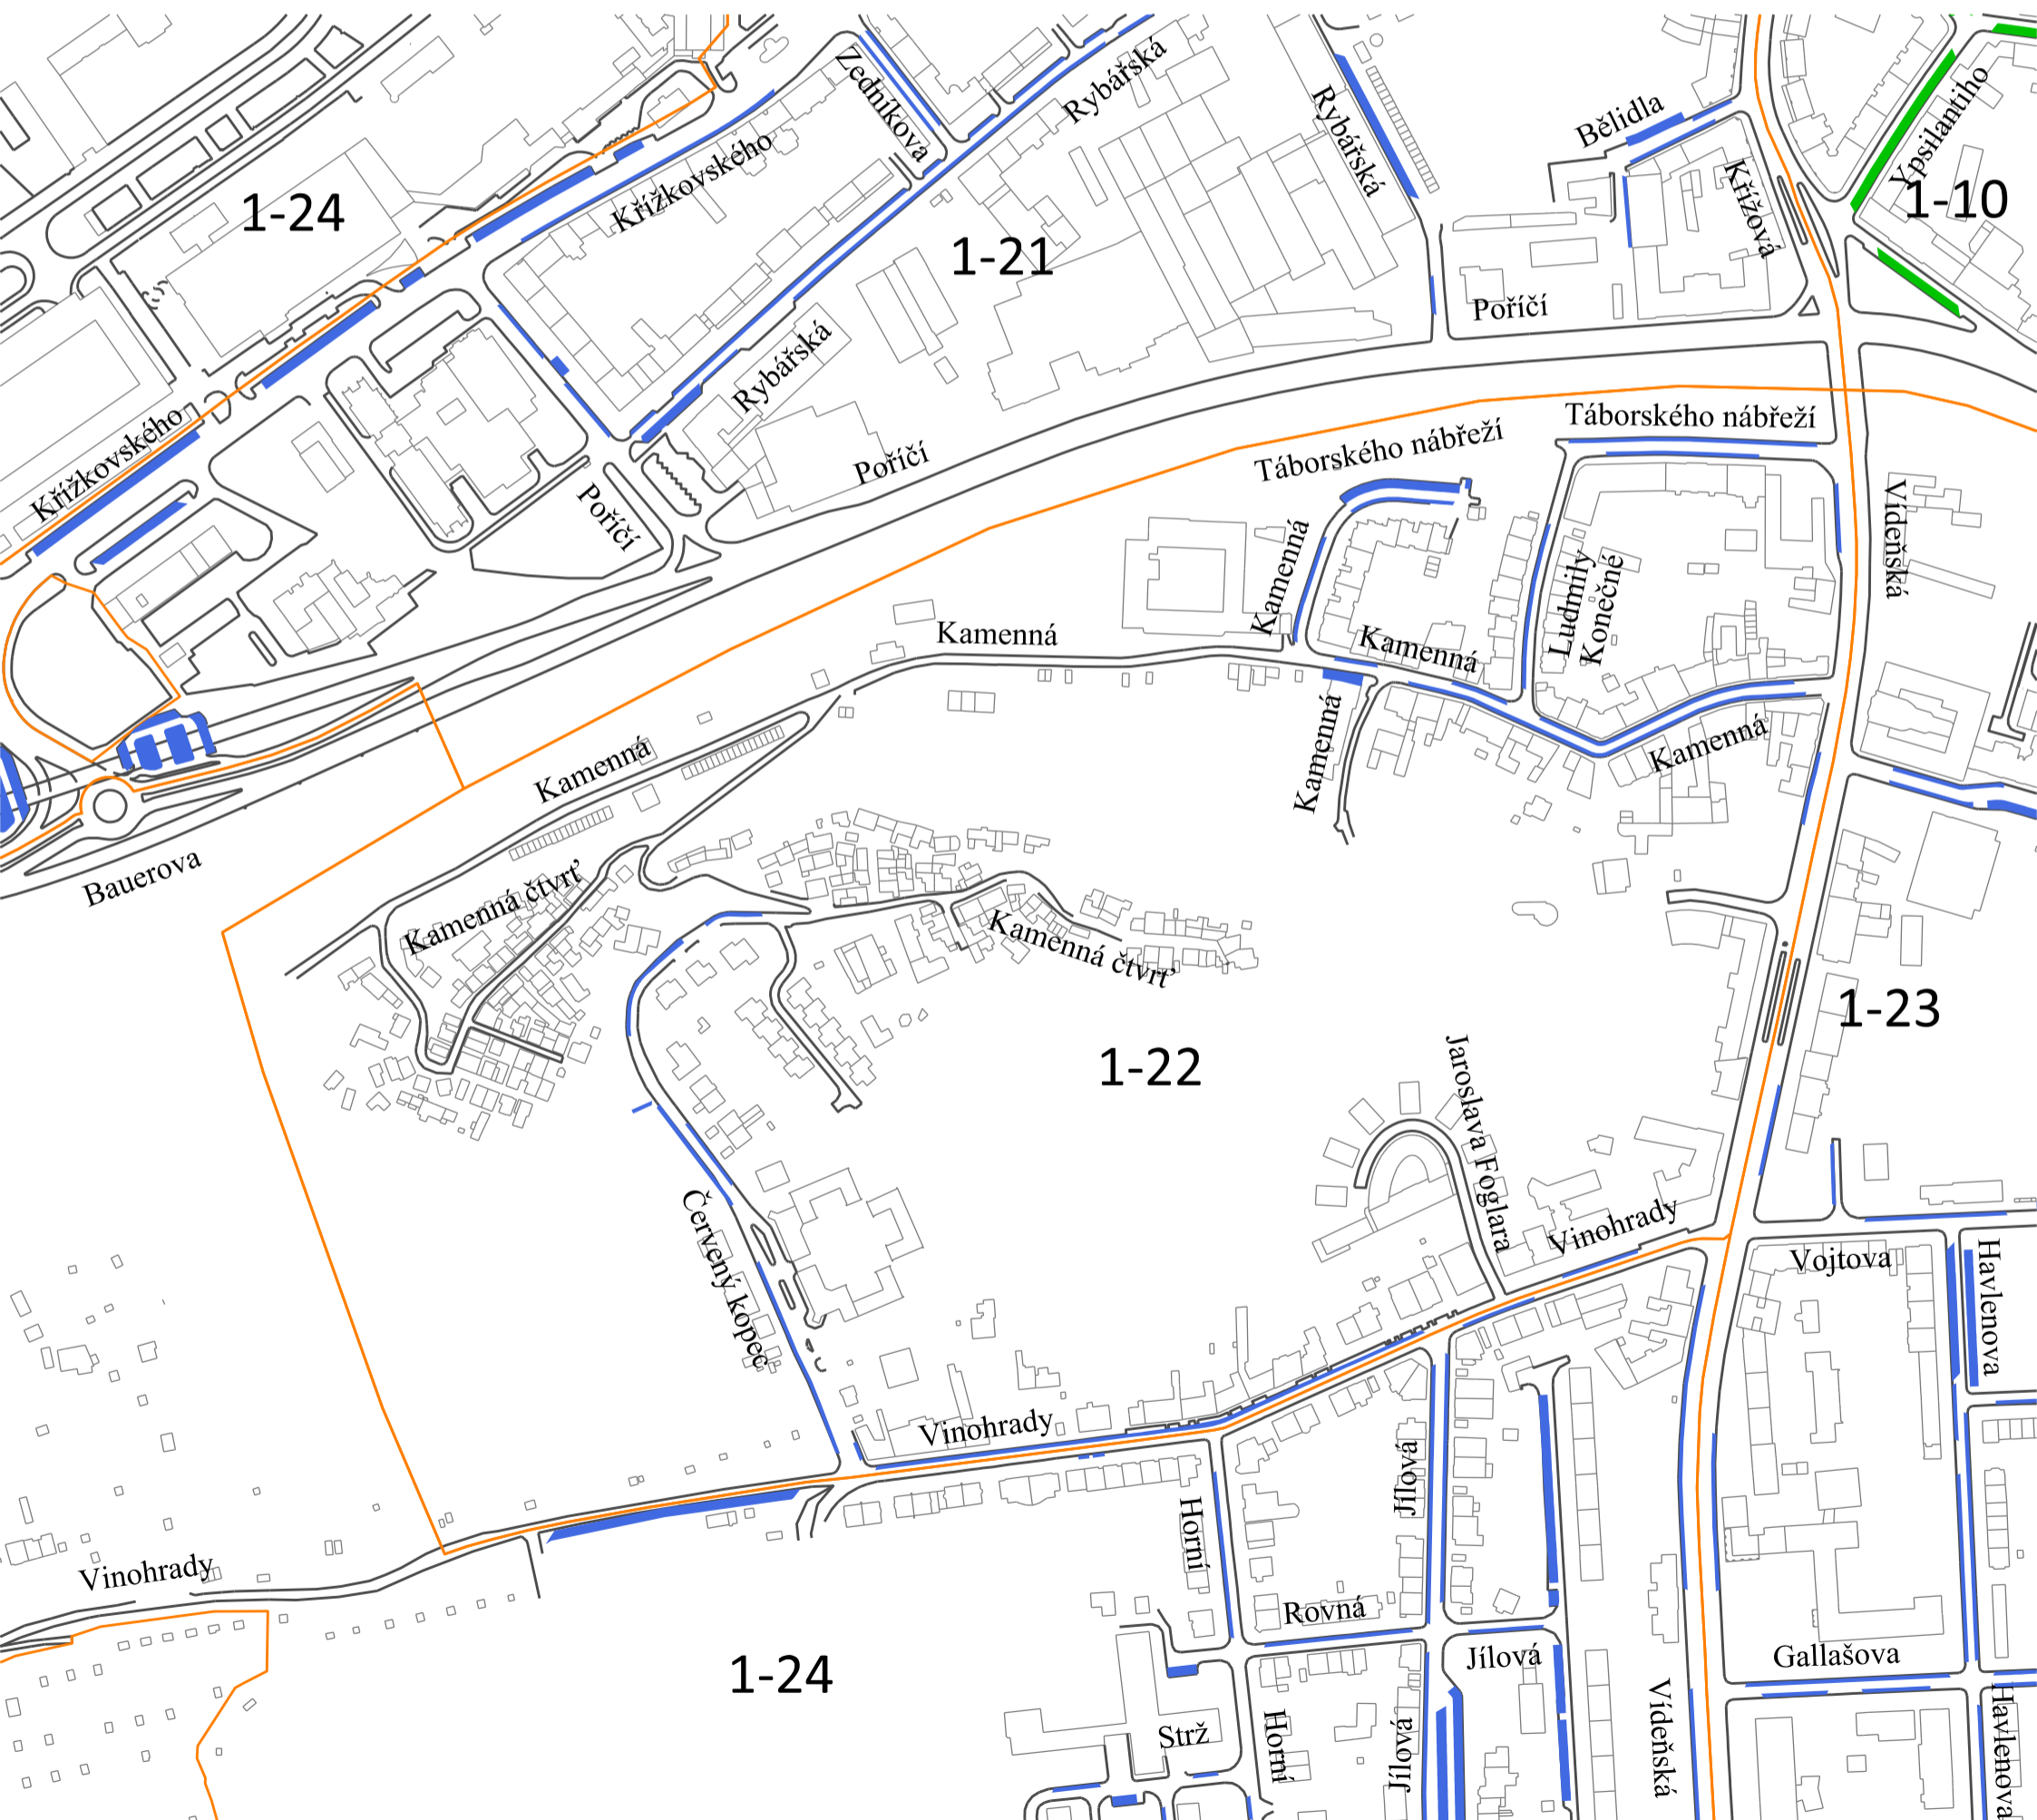 Zedníkova
Rybářská
Rybářská
Bělidla
Ypsilantiho
Křížkovského
1-24
1-10
Křížová
1-21
Poříčí
Rybářská
Křížkovského
Táborského nábřeží
Táborského nábřeží
Poříčí
Poříčí
Vídeňská
Kamenná
Ludmily
Konečné
Kamenná
Kamenná
Kamenná
Kamenná
Kamenná
Bauerova
Kamenná čtvrť
Kamenná čtvrť
1-23
1-22
Jaroslava Foglara
Červený kopec
Vinohrady
Vojtova
Havlenova
Vinohrady
Jílová
Horní
Vinohrady
Rovná
Jílová
Gallašova
1-24
Vídeňská
Havlenova
Strž
Horní
Jílová